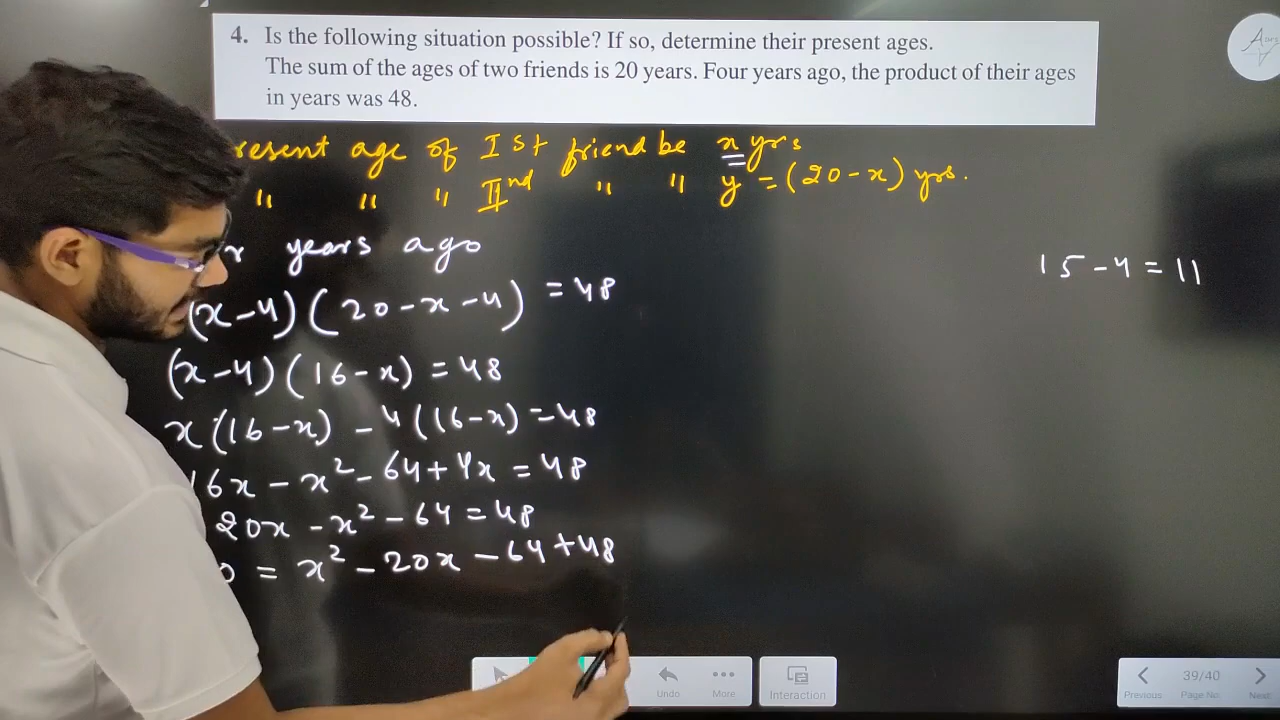 4. Is the following situation possible? If so, determine their present ages.
The sum of the ages of two friends is 20 years. Four years ago, the product of their ages
in years was 48.
resent age of Ist friend be x yrs
" " " IInd " " y = (20-x) yrs.
r years ago
15-4=11
(x-4)(20-x-4) = 48
(x-4)(16-x) = 48
x(16-x) - 4(16-x) = 48
16x - x² - 64 + 4x = 48
20x - x² - 64 = 48
0 = x² - 20x - 64 + 48
Undo
More
Interaction
Previous
39/40
Page No.
Next